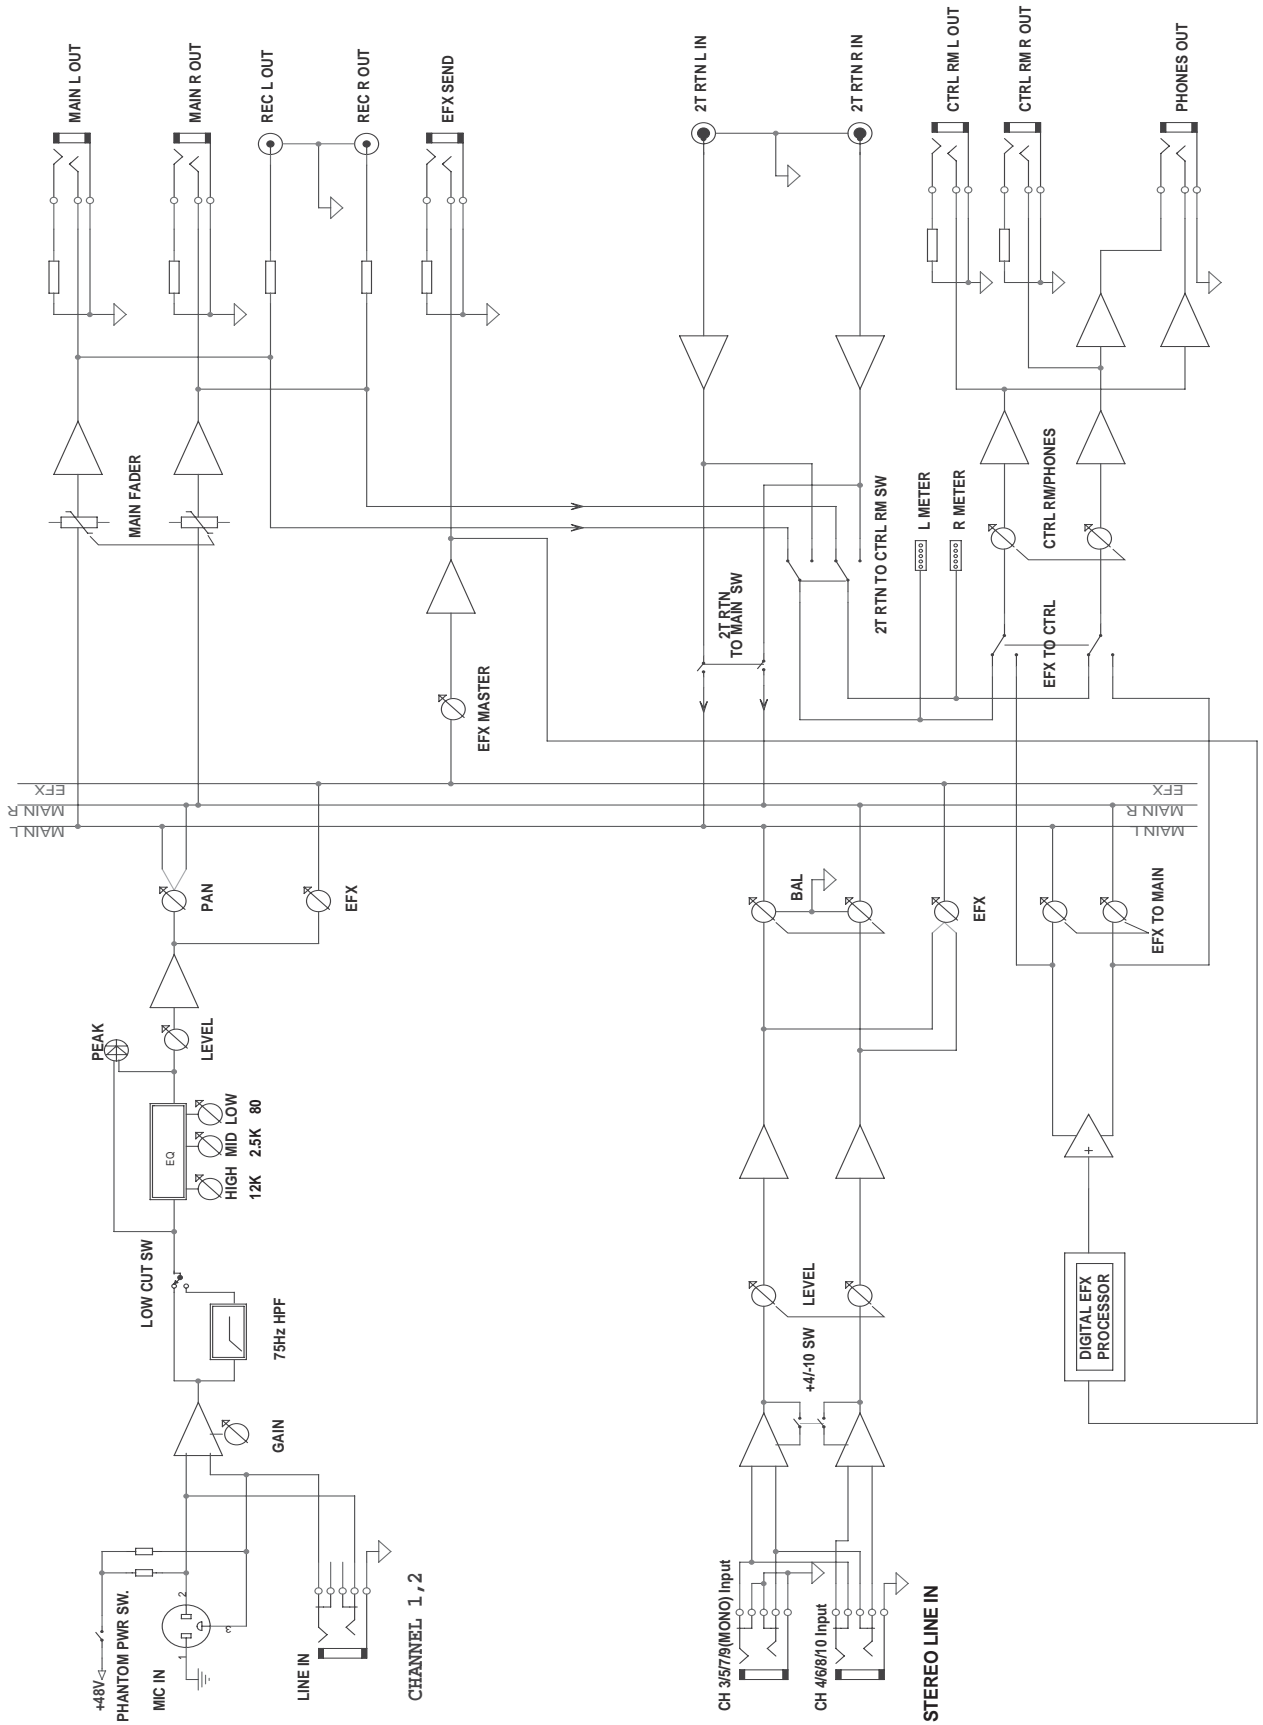 MAIN L OUT
MAIN R OUT
REC L OUT
REC R OUT
EFX SEND
2T RTN L IN
2T RTN R IN
CTRL RM L OUT
CTRL RM R OUT
PHONES OUT
MAIN FADER
EFX MASTER
2T RTN
TO MAIN SW
2T RTN TO CTRL RM SW
L METER
R METER
CTRL RM/PHONES
EFX TO CTRL
EFX
MAIN R
MAIN L
EFX
MAIN R
MAIN L
PAN
EFX
BAL
EFX
EFX TO MAIN
PEAK
LEVEL
EQ
HIGH MID LOW
12K 2.5K 80
LOW CUT SW
75Hz HPF
GAIN
LEVEL
+4/-10 SW
+
DIGITAL EFX
PROCESSOR
+48V
PHANTOM PWR SW.
MIC IN
1
2
3
LINE IN
CHANNEL 1,2
CH 3/5/7/9(MONO) Input
CH 4/6/8/10 Input
STEREO LINE IN